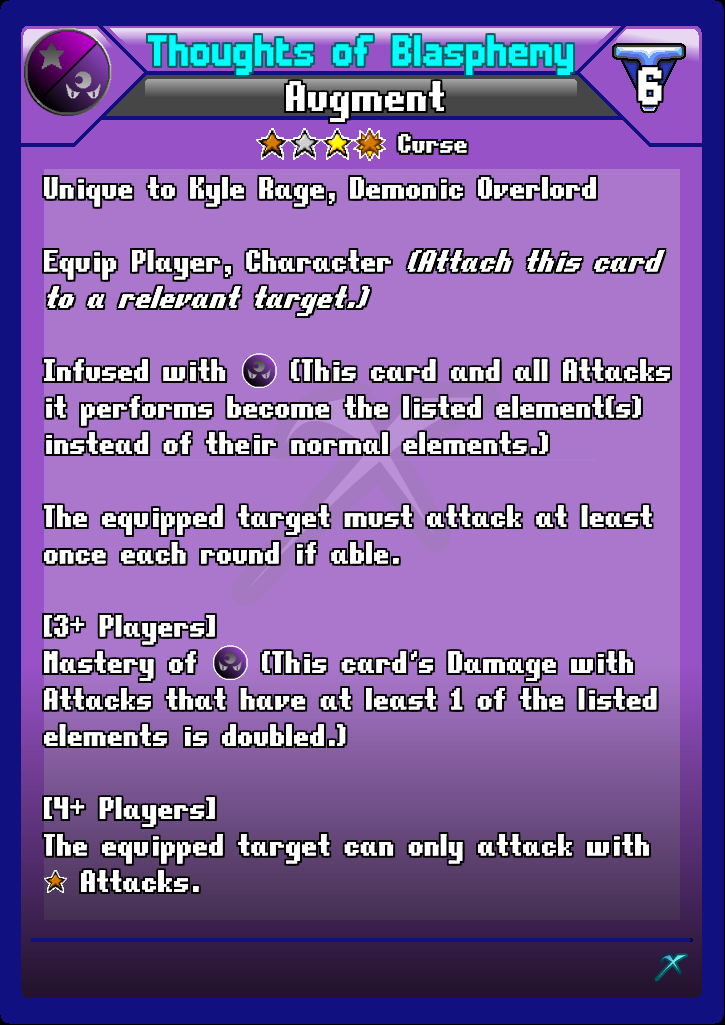 Thoughts of Blasphemy
6
Augment
Curse
Unique to Kyle Rage, Demonic Overlord
Equip Player, Character (Attach this card
to a relevant target.)
Infused with (This card and all Attacks
it performs become the listed element(s)
instead of their normal elements.)
The equipped target must attack at least
once each round if able.
[3+ Players]
Mastery of (This card's Damage with
Attacks that have at least 1 of the listed
elements is doubled.)
[4+ Players]
The equipped target can only attack with
Attacks.